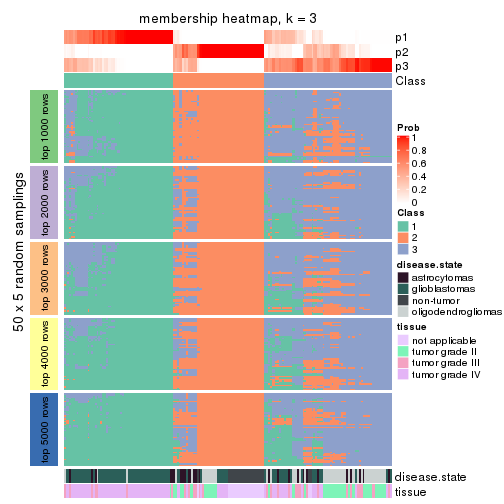 membership heatmap, k = 3
p1
p2
p3
Class
50 x 5 random samplings
top 1000 rows
top 2000 rows
top 3000 rows
top 4000 rows
top 5000 rows
disease.state
tissue
Prob
1
0.8
0.6
0.4
0.2
0
Class
1
2
3
disease.state
astrocytomas
glioblastomas
non-tumor
oligodendrogliomas
tissue
not applicable
tumor grade II
tumor grade III
tumor grade IV